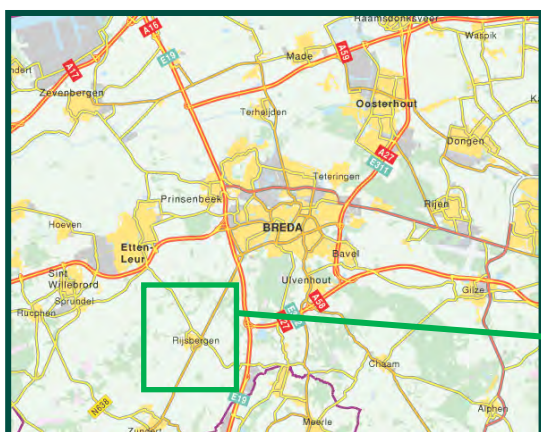 A16
Raamsdonksveer
E19
Made
A59
Waspik
ndert
A17
Zevenbergen
Oosterhout
Ka
Terheijden
Dongen
A27
E311
Teteringen
Prinsenbeek
Rijen
Hoeven
BREDA
Etten-
Leur
Bavel
Sint
Willebrord
Ulvenhout
Gilze
Sprundel
A58
Rucphen
A27
Rijsbergen
Chaam
E19
N638
Alphen
Zundert
Meerle